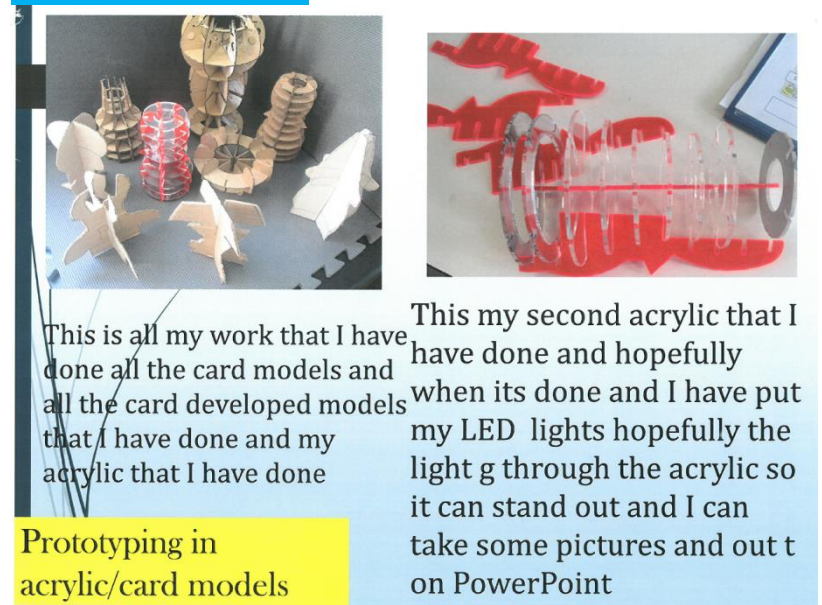 This is all my work that I have
done all the card models and
all the card developed models
that I have done and my
acrylic that I have done
This my second acrylic that I
have done and hopefully
when its done and I have put
my LED  lights hopefully the
light g through the acrylic so
it can stand out and I can
take some pictures and out t
on PowerPoint
Prototyping in
acrylic/card models